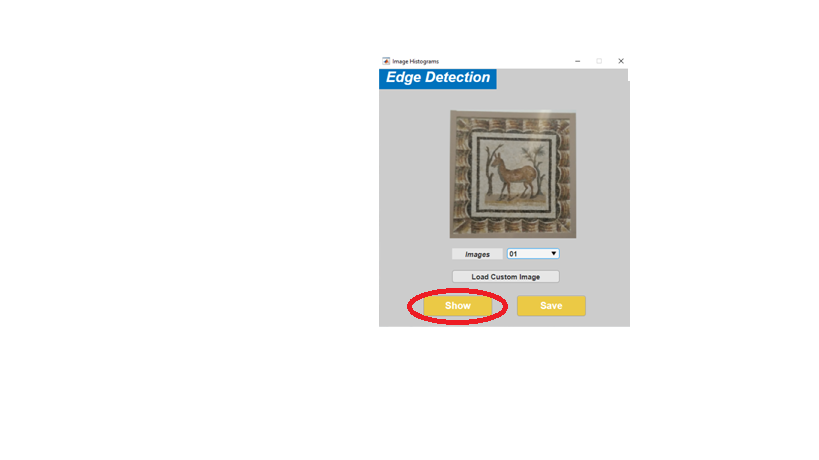 Image Histograms
Edge Detection
Images 01
Load Custom Image
Show Save